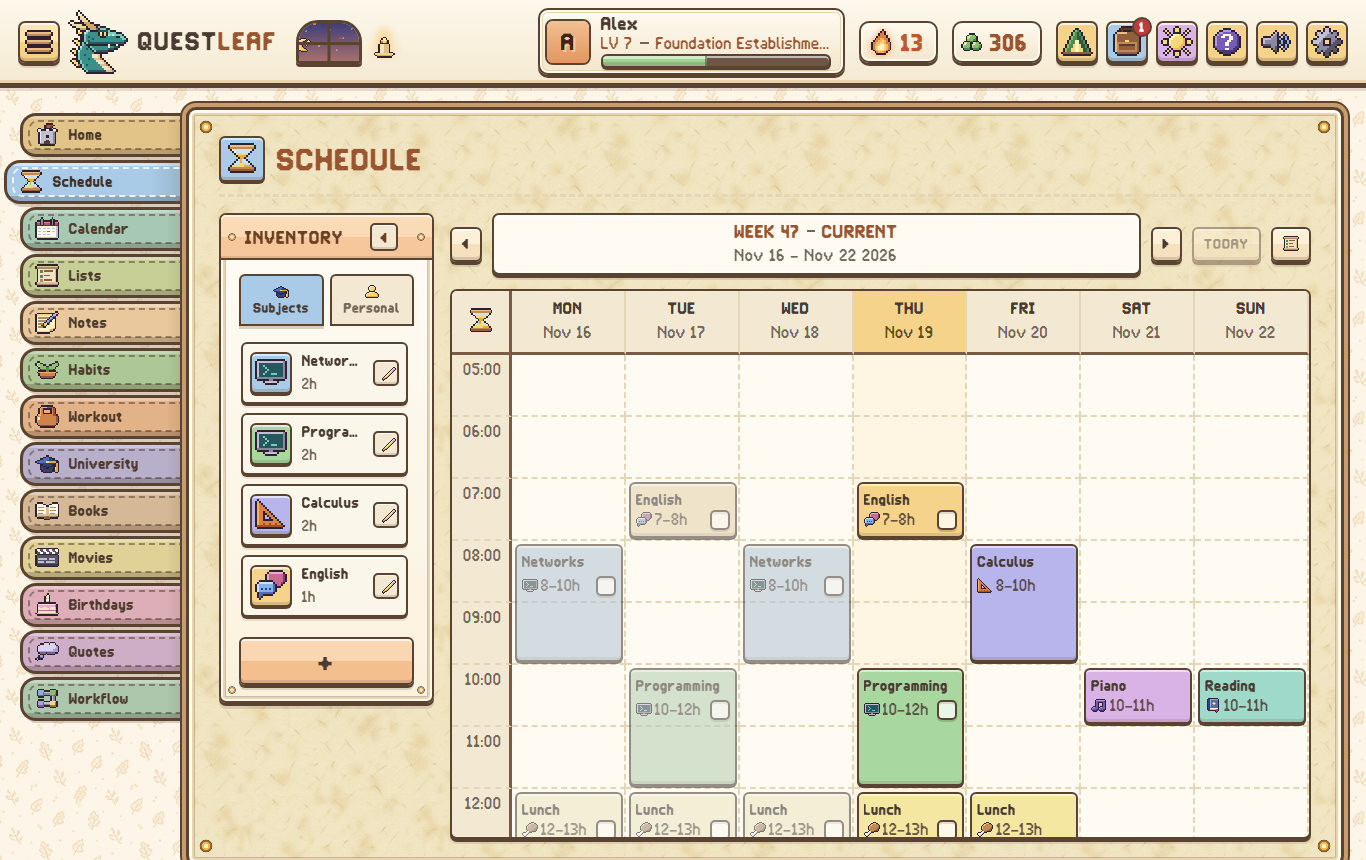 QUESTLEAF
A
Alex
LV 7 – Foundation Establishme...
13
306
1
Home
Schedule
Calendar
Lists
Notes
Habits
Workout
University
Books
Movies
Birthdays
Quotes
Workflow
SCHEDULE
INVENTORY
Subjects
Personal
Networ...
2h
Progra...
2h
Calculus
2h
English
1h
+
WEEK 47 – CURRENT
Nov 16 – Nov 22 2026
TODAY
MON TUE WED THU FRI SAT SUN
Nov 16 Nov 17 Nov 18 Nov 19 Nov 20 Nov 21 Nov 22
05:00
06:00
07:00
English English
7–8h 7–8h
08:00
Networks Networks Calculus
8–10h 8–10h 8–10h
09:00
10:00
Programming Programming Piano Reading
10–12h 10–12h 10–11h 10–11h
11:00
12:00
Lunch Lunch Lunch Lunch Lunch
12–13h 12–13h 12–13h 12–13h 12–13h